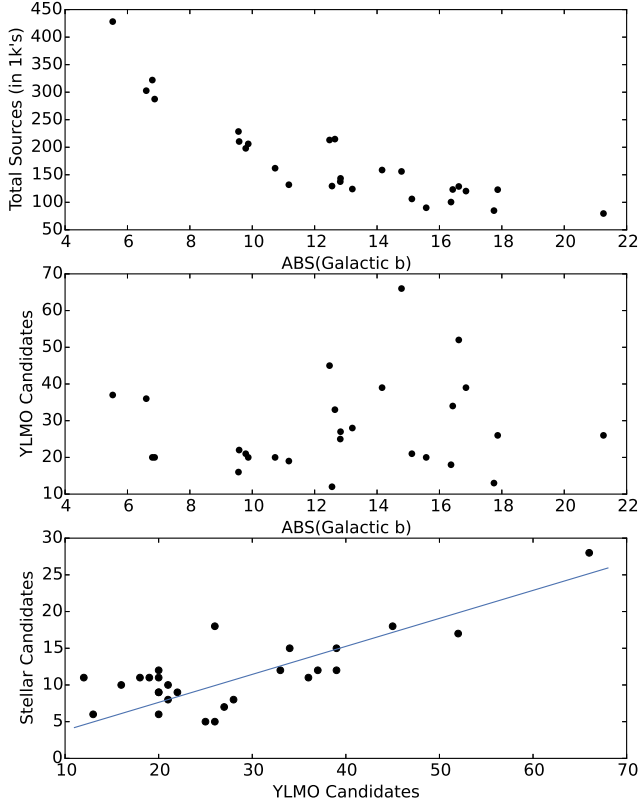 Total Sources (in 1k's)
450
400
350
300
250
200
150
100
50
4 6 8 10 12 14 16 18 20 22
ABS(Galactic b)
YLMO Candidates
70
60
50
40
30
20
10
4 6 8 10 12 14 16 18 20 22
ABS(Galactic b)
Stellar Candidates
30
25
20
15
10
5
0
10 20 30 40 50 60 70
YLMO Candidates